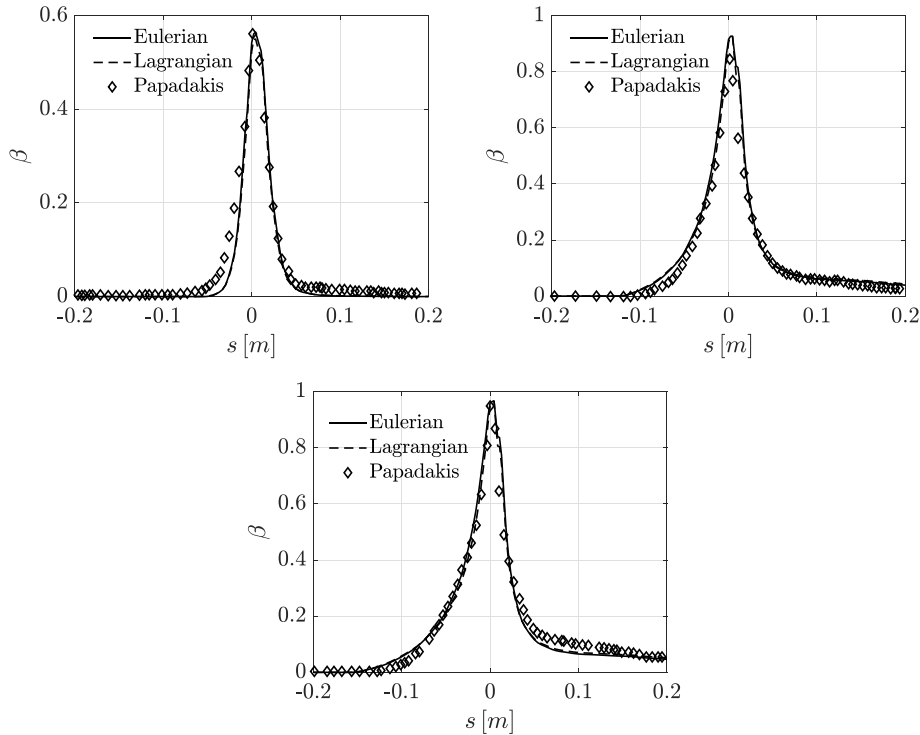 0.6
Eulerian
Lagrangian
Papadakis
0.4
β
0.2
0
-0.2 -0.1 0 0.1 0.2
s [m]
1
Eulerian
Lagrangian
0.8
Papadakis
0.6
β
0.4
0.2
0
-0.2 -0.1 0 0.1 0.2
s [m]
1
Eulerian
0.8
Lagrangian
Papadakis
0.6
β
0.4
0.2
0
-0.2 -0.1 0 0.1 0.2
s [m]